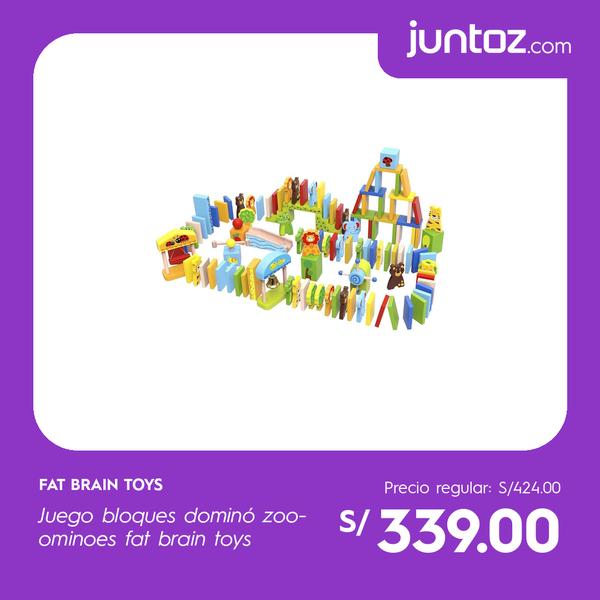 juntoz.com
FAT BRAIN TOYS
Juego bloques dominó zoo-
ominoes fat brain toys
Precio regular: S/424.00
S/ 339.00